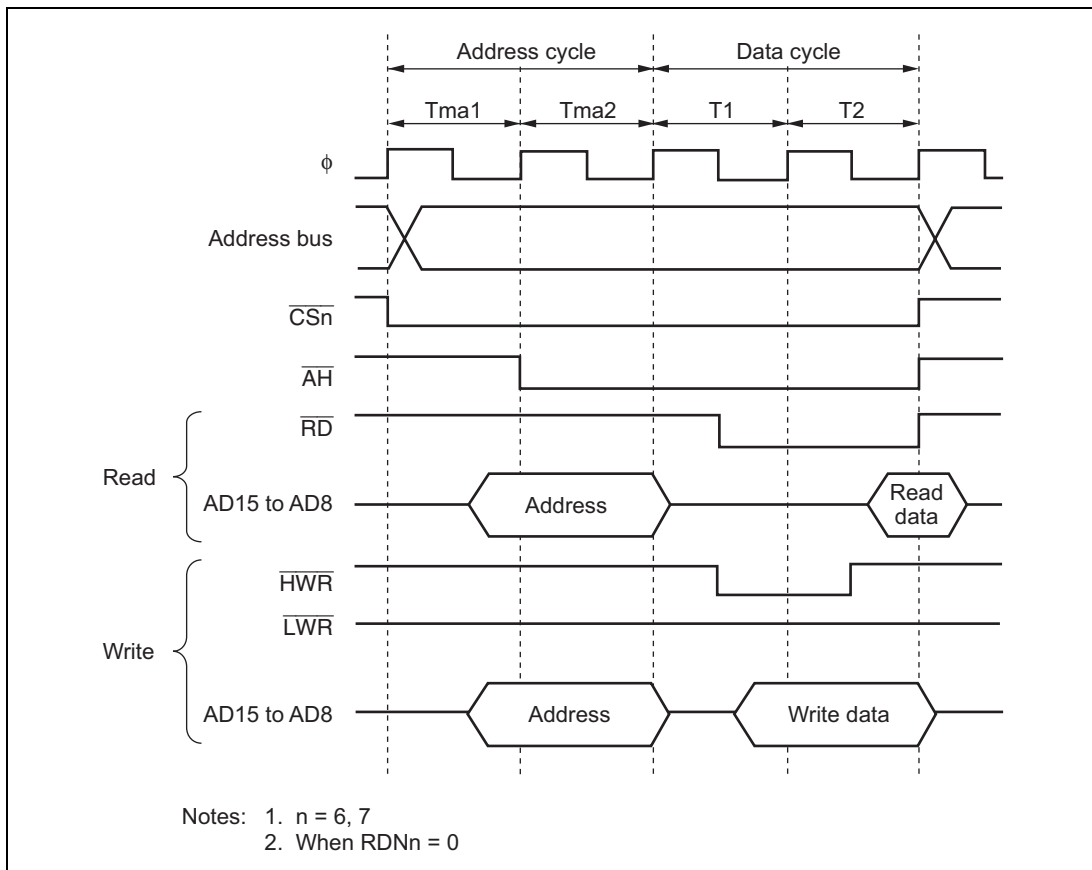 Address cycle Data cycle
Tma1 Tma2 T1 T2
φ
Address bus
CSn
AH
RD
Read
AD15 to AD8 Address Read data
HWR
LWR
Write
AD15 to AD8 Address Write data
Notes: 1. n = 6, 7
2. When RDNn = 0